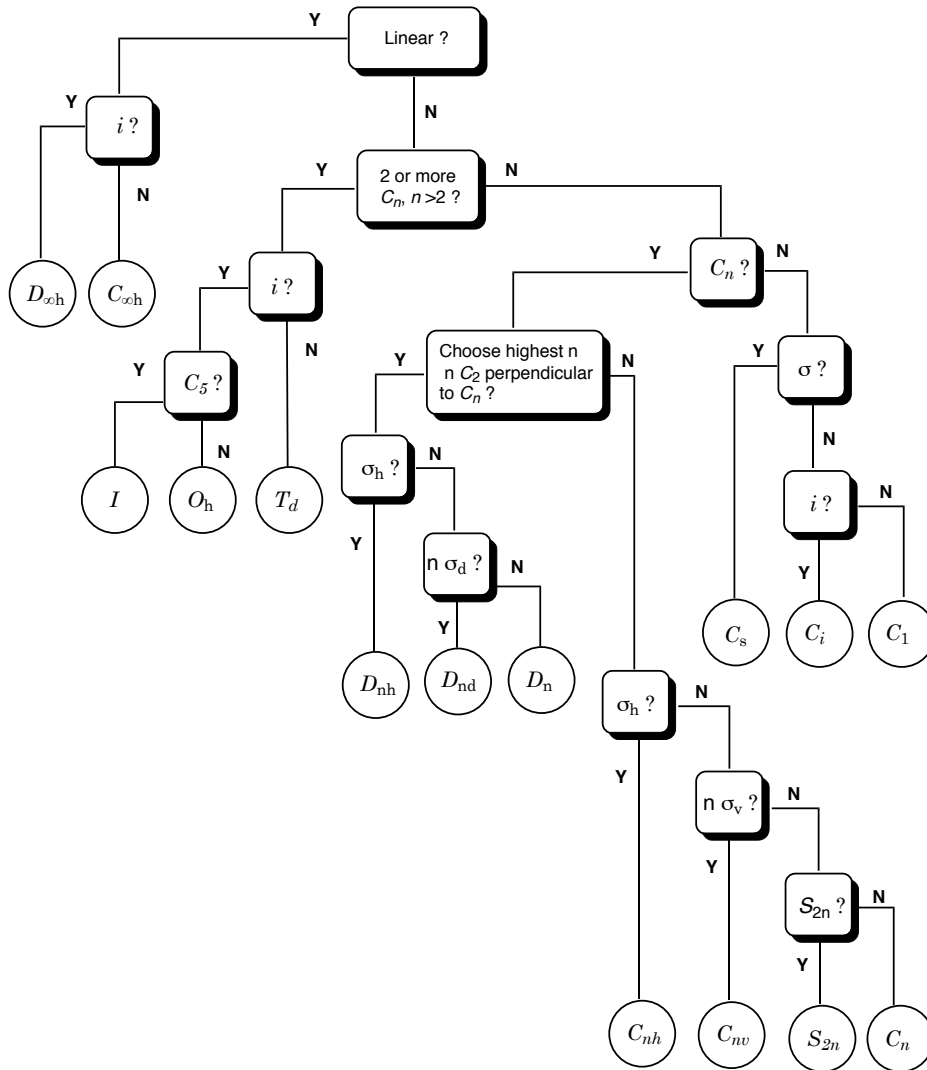 Y
Linear ?
Y
i ?
N
N
Y
2 or more
Cn, n >2 ?
N
D∞h
C∞h
Y
i ?
N
Y
Cn ?
N
Y
C5 ?
N
I
Oh
Td
Y
Choose highest n
n C2 perpendicular
to Cn ?
N
Y
σ ?
N
σh ?
N
Y
i ?
N
Y
n σd ?
N
Y
Cs
Ci
C1
Dnh
Dnd
Dn
σh ?
N
Y
n σv ?
N
Y
S2n ?
N
Y
Cnh
Cnv
S2n
Cn